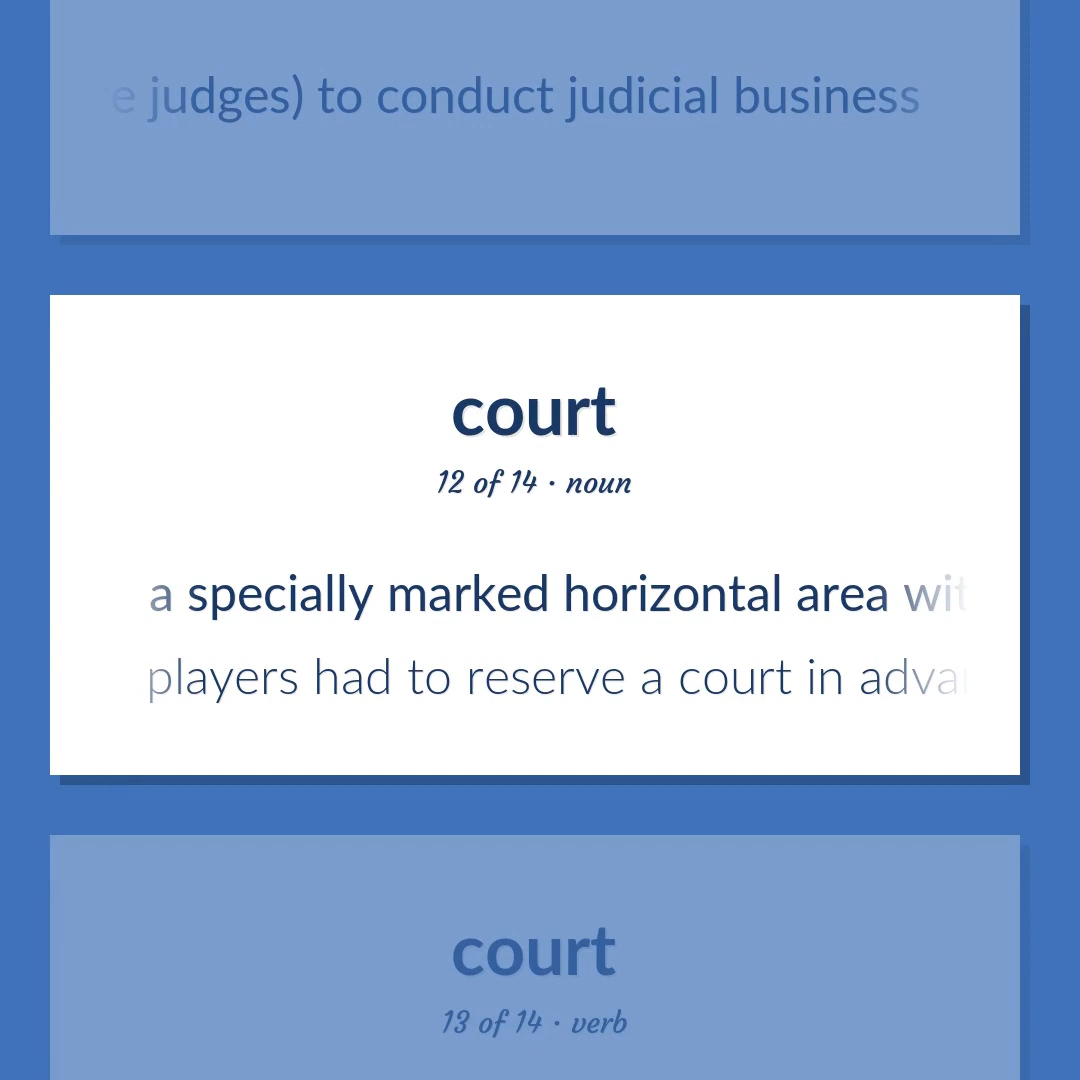 judges) to conduct judicial business
court
12 of 14 · noun
a specially marked horizontal area
players had to reserve a court in
court
13 of 14 · verb